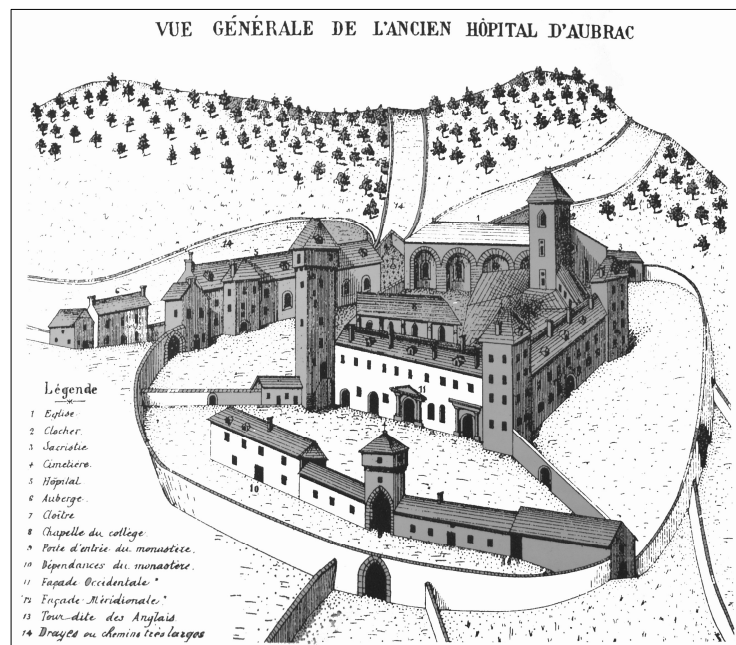 VUE GÉNÉRALE DE L'ANCIEN HÔPITAL D'AUBRAC
1
14
14
14
5
3
6
11
Légende
1 Eglise
2 Clocher
3 Sacristie
4 Cimetière
5 Hôpital
6 Auberge
7 Cloître
8 Chapelle du collège
9 Porte d'entrée du monastère
10 Dépendances du monastère
11 Façade Occidentale "
12 Façade Méridionale "
13 Tour dite des Anglais
14 Drayes ou chemins très larges
10
10